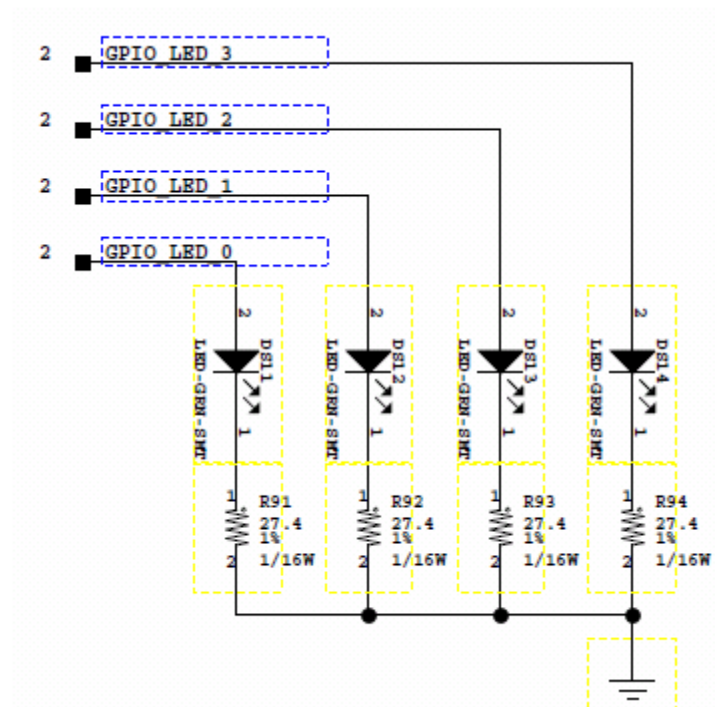 2 GPIO_LED_3
2 GPIO_LED_2
2 GPIO_LED_1
2 GPIO_LED_0
2
DS11
LED-GRN-SMT
1
2
DS12
LED-GRN-SMT
1
2
DS13
LED-GRN-SMT
1
2
DS14
LED-GRN-SMT
1
1
R91
27.4
1%
2 1/16W
1
R92
27.4
1%
2 1/16W
1
R93
27.4
1%
2 1/16W
1
R94
27.4
1%
2 1/16W